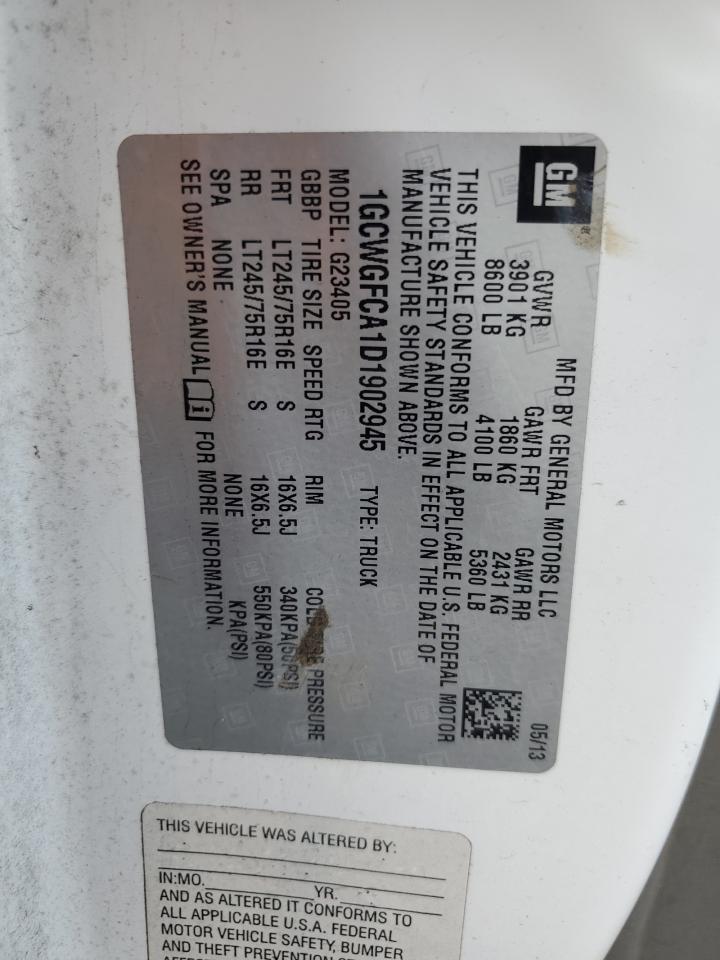 GM
MFD BY GENERAL MOTORS LLC 05/13
GVWR GAWR FRT GAWR RR
3901 KG 1860 KG 2431 KG
8600 LB 4100 LB 5360 LB
THIS VEHICLE CONFORMS TO ALL APPLICABLE U.S. FEDERAL MOTOR
VEHICLE SAFETY STANDARDS IN EFFECT ON THE DATE OF
MANUFACTURE SHOWN ABOVE.
1GCWGFCA1D1902945 TYPE: TRUCK
MODEL: G23405
GBBP TIRE SIZE SPEED RTG RIM COLD TIRE PRESSURE
FRT LT245/75R16E S 16X6.5J 340KPA(50PSI)
RR LT245/75R16E S 16X6.5J 550KPA(80PSI)
SPA NONE NONE KPA(PSI)
SEE OWNER'S MANUAL FOR MORE INFORMATION.
THIS VEHICLE WAS ALTERED BY:
IN:MO. YR.
AND AS ALTERED IT CONFORMS TO
ALL APPLICABLE U.S.A. FEDERAL
MOTOR VEHICLE SAFETY, BUMPER
AND THEFT PREVENTION